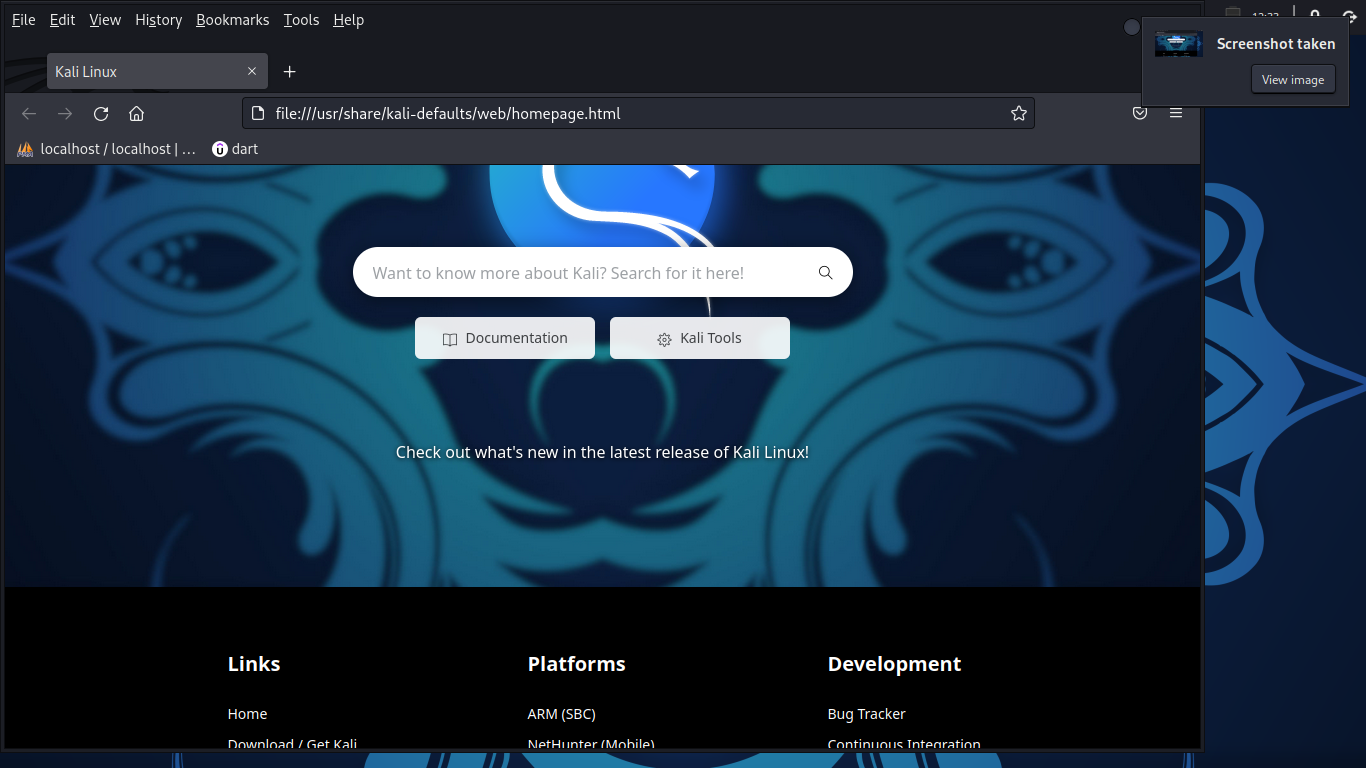 File Edit View History Bookmarks Tools Help
Screenshot taken
View image
Kali Linux
file:///usr/share/kali-defaults/web/homepage.html
localhost / localhost | … dart
Want to know more about Kali? Search for it here!
Documentation Kali Tools
Check out what's new in the latest release of Kali Linux!
Links Platforms Development
Home ARM (SBC) Bug Tracker
Download / Get Kali NetHunter (Mobile) Continuous Integration